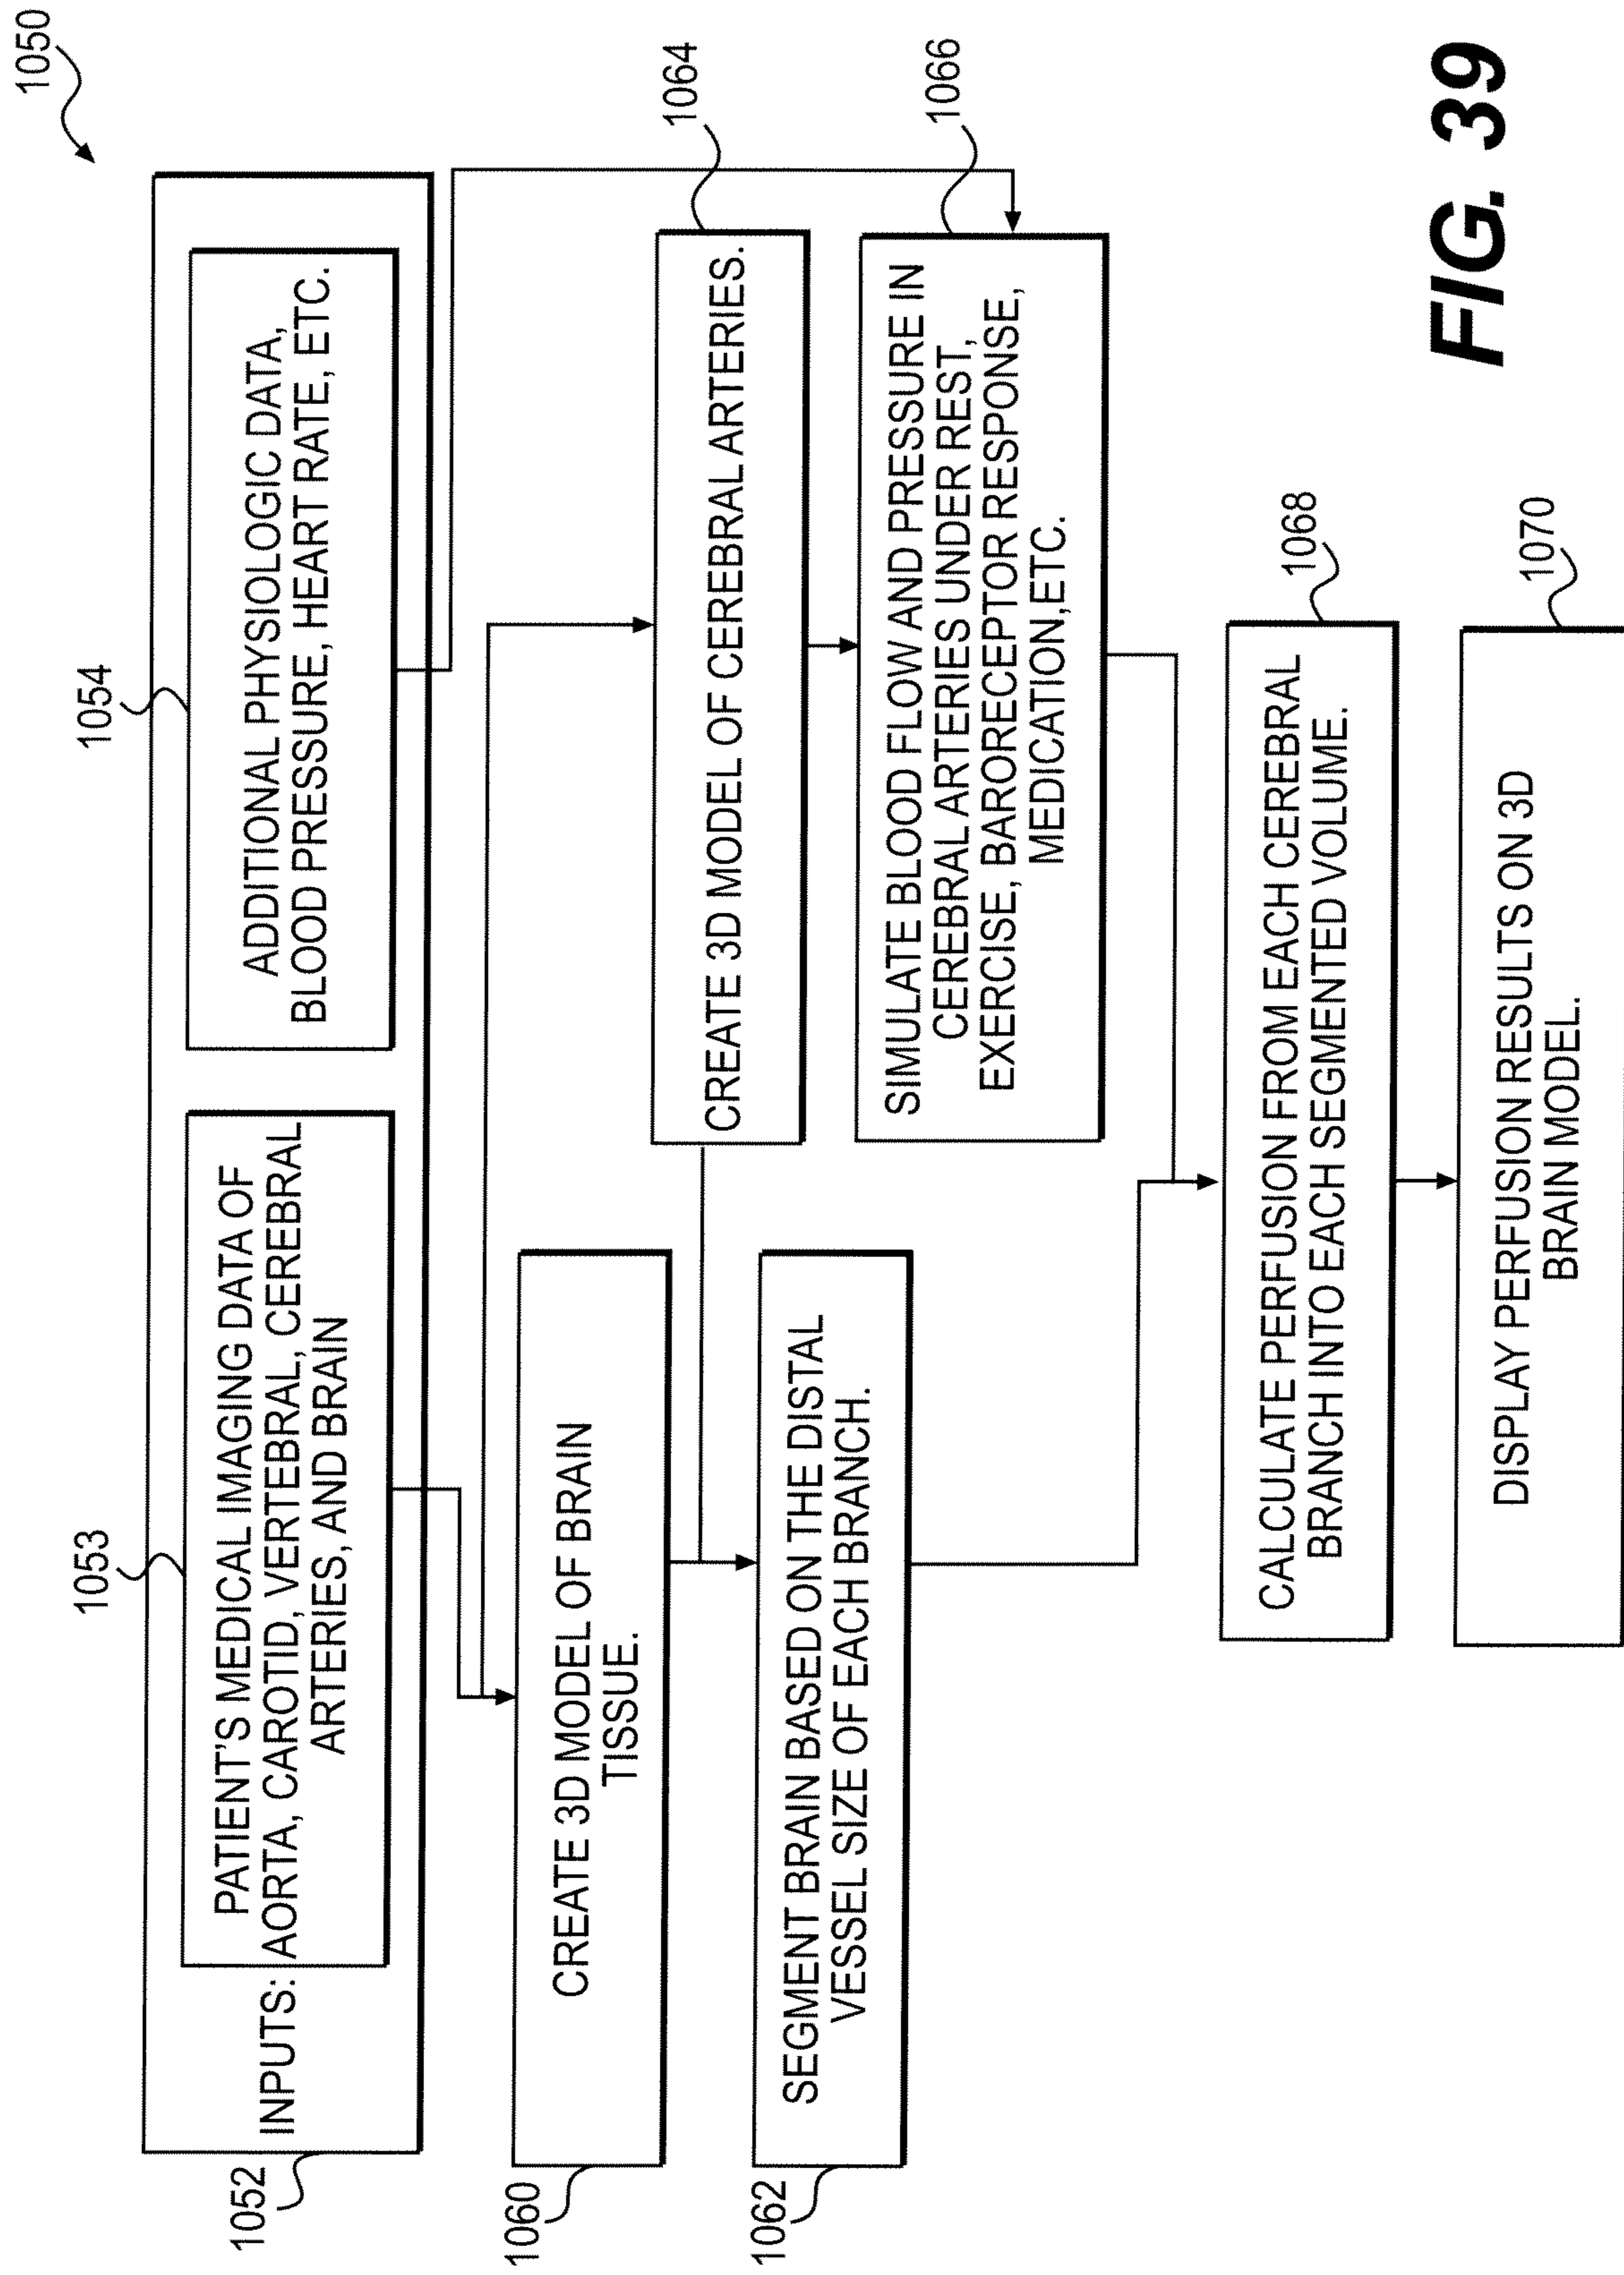 1050
1052
INPUTS:
1053
PATIENT'S MEDICAL IMAGING DATA OF
AORTA, CAROTID, VERTEBRAL, CEREBRAL
ARTERIES, AND BRAIN
1054
ADDITIONAL PHYSIOLOGIC DATA,
BLOOD PRESSURE, HEART RATE, ETC.
1060
CREATE 3D MODEL OF BRAIN
TISSUE.
1064
CREATE 3D MODEL OF CEREBRAL ARTERIES.
1062
SEGMENT BRAIN BASED ON THE DISTAL
VESSEL SIZE OF EACH BRANCH.
1066
SIMULATE BLOOD FLOW AND PRESSURE IN
CEREBRAL ARTERIES UNDER REST,
EXERCISE, BARORECEPTOR RESPONSE,
MEDICATION,ETC.
1068
CALCULATE PERFUSION FROM EACH CEREBRAL
BRANCH INTO EACH SEGMENTED VOLUME.
1070
DISPLAY PERFUSION RESULTS ON 3D
BRAIN MODEL.
FIG. 39